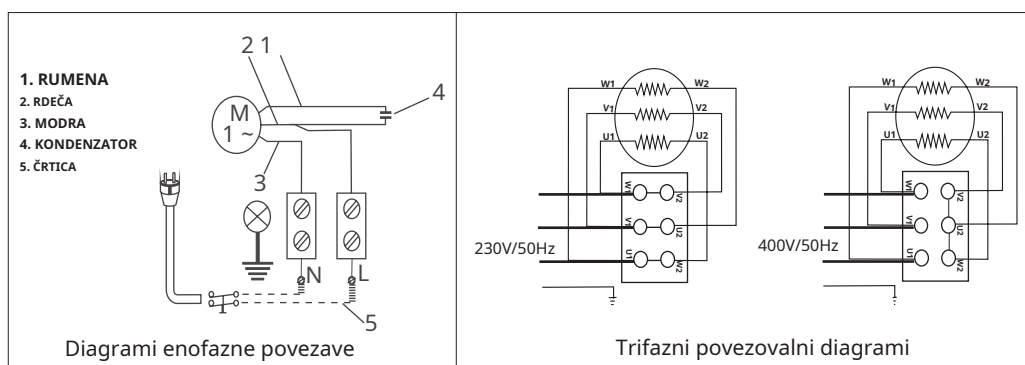 1. RUMENA
2. RDEČA
3. MODRA
4. KONDENZATOR
5. ČRTICA
2 1
4
M
1 ~
3
N
L
5
Diagrami enofazne povezave
W1
W2
V1
V2
U1
U2
W1
V2
V1
U2
U1
W2
230V/50Hz
W1
W2
V1
V2
U1
U2
W1
V2
V1
U2
U1
W2
400V/50Hz
Trifazni povezovalni diagrami